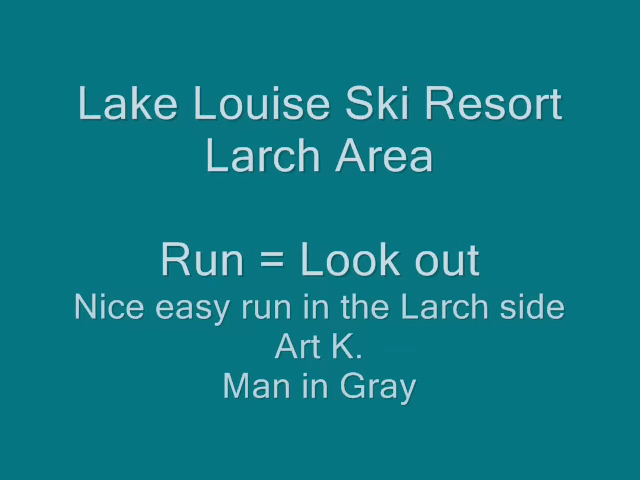 Lake Louise Ski Resort
Larch Area
Run = Look out
Nice easy run in the Larch side
Art K.
Man in Gray